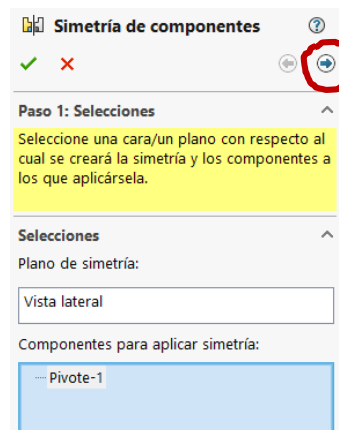 Simetría de componentes
Paso 1: Selecciones
Seleccione una cara/un plano con respecto al
cual se creará la simetría y los componentes a
los que aplicársela.
Selecciones
Plano de simetría:
Vista lateral
Componentes para aplicar simetría:
Pivote-1